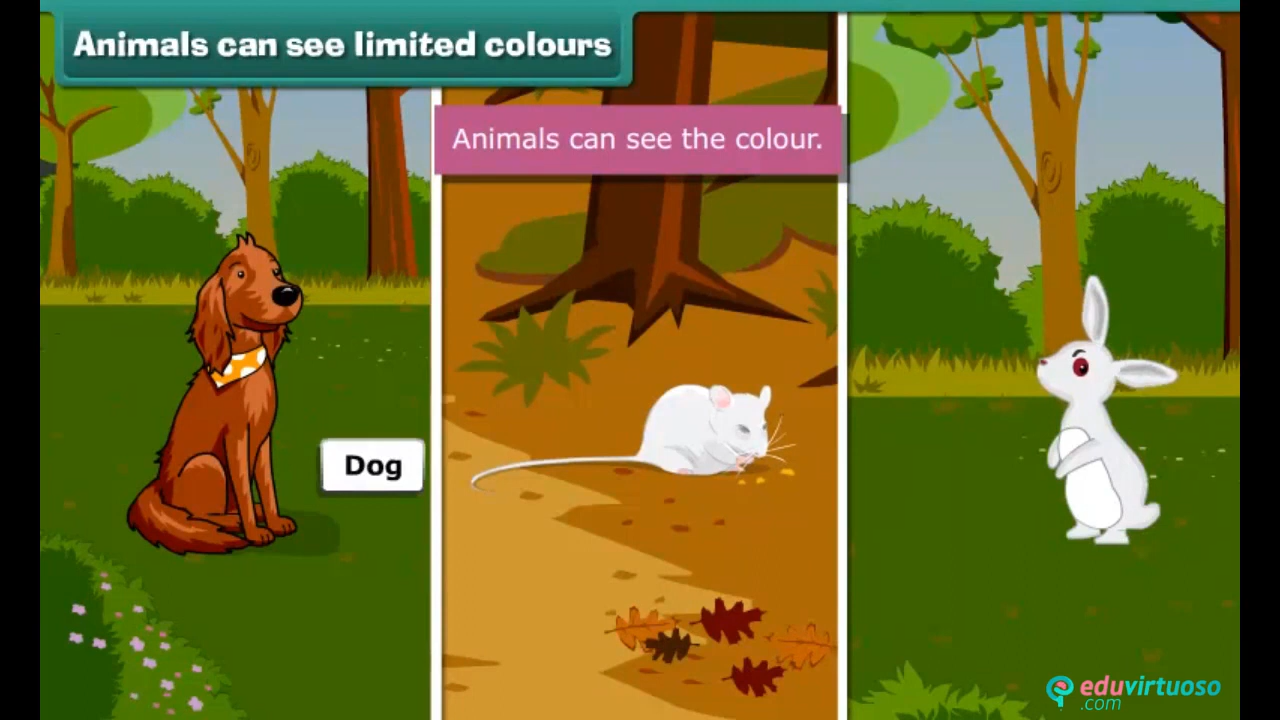 Animals can see limited colours
Animals can see the colour.
Dog
eduvirtuoso
.com